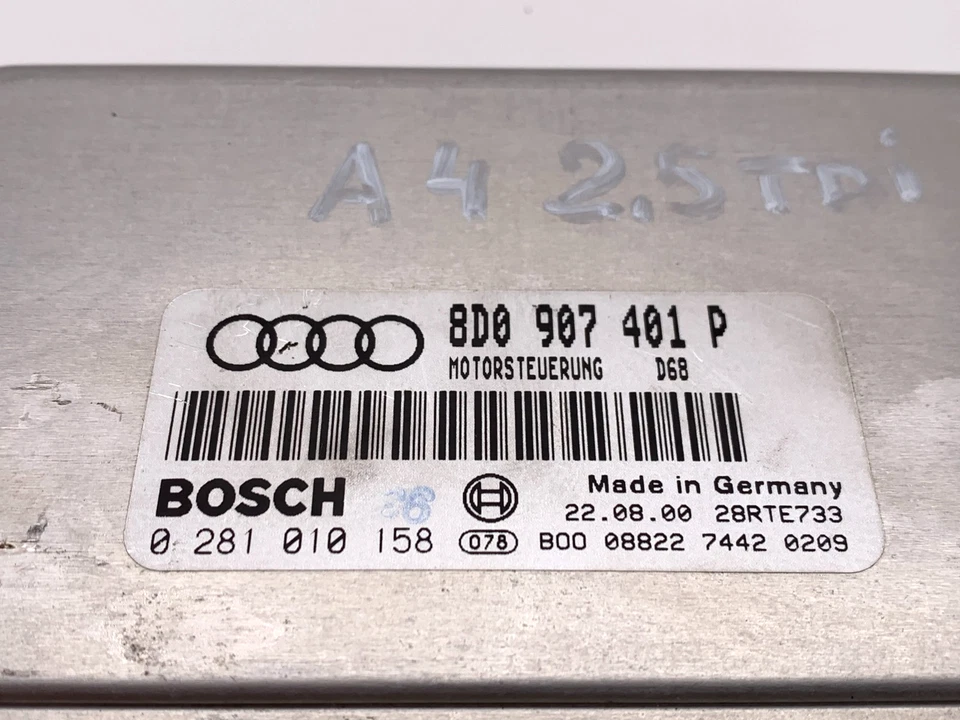 A4 2.5TDi
8D0 907 401 P
MOTORSTEUERUNG D68
BOSCH 26 Made in Germany
22.08.00 28RTE733
0 281 010 158 078 B00 08822 7442 0209